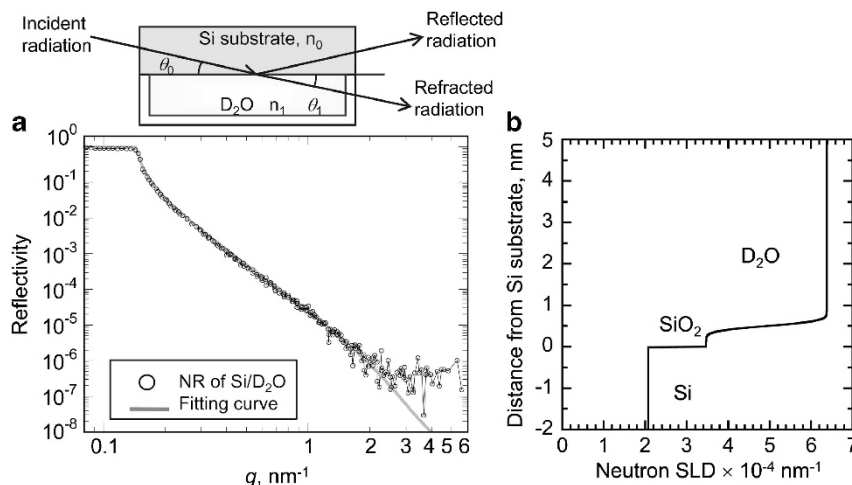 Incident
radiation
Si substrate, n0
Reflected
radiation
θ0
Refracted
radiation
D2O n1 θ1
a
10^0
10^-1
10^-2
10^-3
10^-4
10^-5
10^-6
10^-7
10^-8
Reflectivity
NR of Si/D2O
Fitting curve
0.1 1 2 3 4 5 6
q, nm^-1
b
5
4
3
2
1
0
-1
-2
Distance from Si substrate, nm
D2O
SiO2
Si
0 1 2 3 4 5 6 7
Neutron SLD × 10^-4 nm^-1